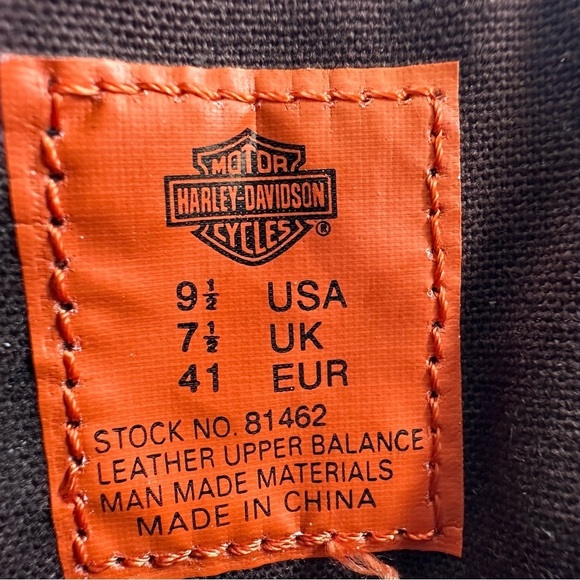 MOTOR
HARLEY-DAVIDSON
CYCLES ®
9½ USA
7½ UK
41 EUR
STOCK NO. 81462
LEATHER UPPER BALANCE
MAN MADE MATERIALS
MADE IN CHINA